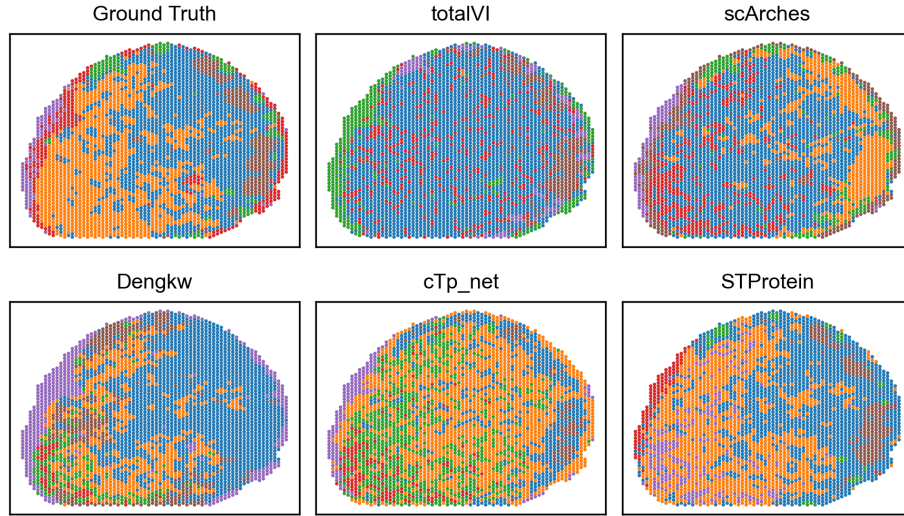 Ground Truth
totalVI
scArches
Dengkw
cTp_net
STProtein